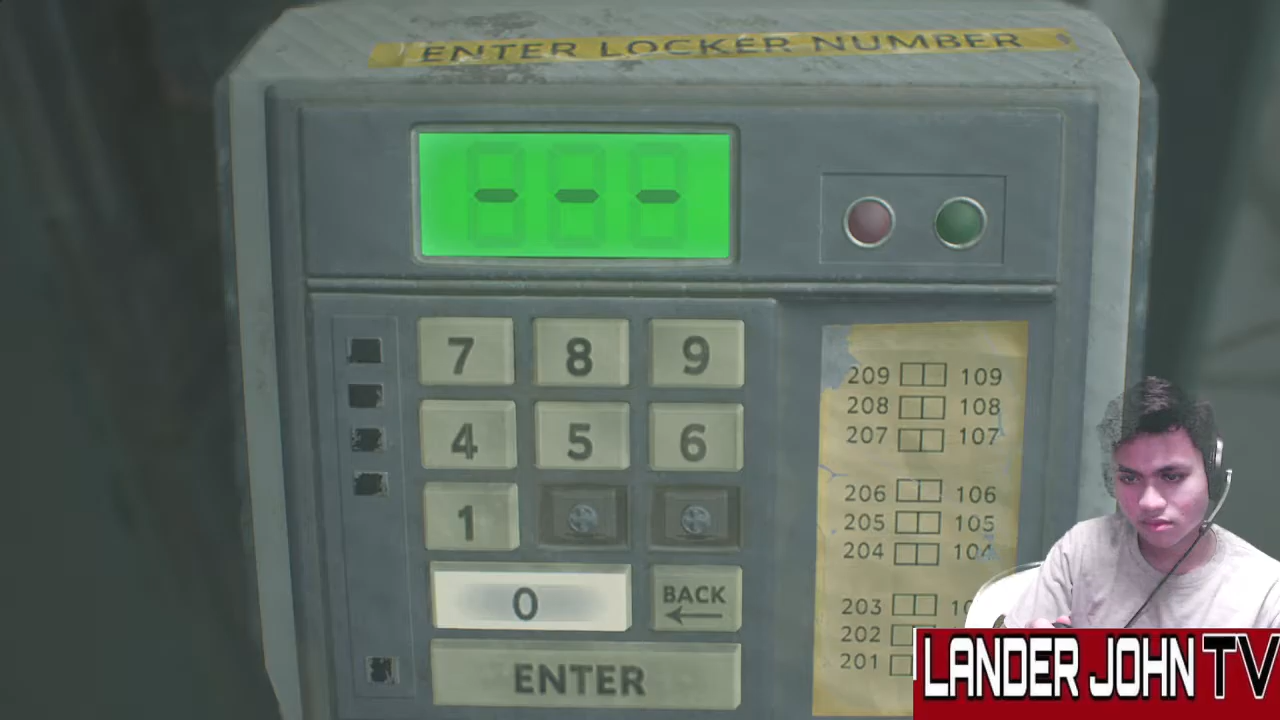 ENTER LOCKER NUMBER
7 8 9
4 5 6
1
0 BACK
ENTER
209 109
208 108
207 107
206 106
205 105
204 104
203
202
201
LANDER JOHN TV